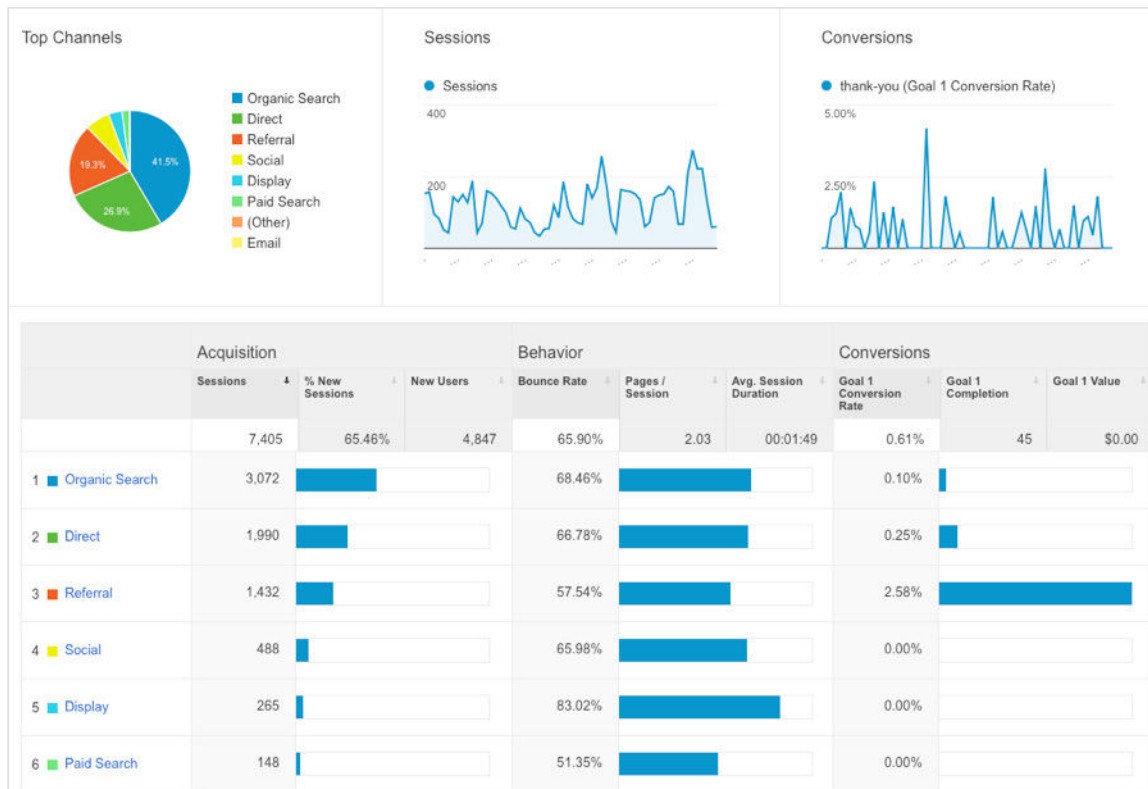 Top Channels
Organic Search
Direct
Referral
Social
Display
Paid Search
(Other)
Email
41.5%
26.9%
19.3%
Sessions
Sessions
400
200
Conversions
thank-you (Goal 1 Conversion Rate)
5.00%
2.50%
Acquisition Behavior Conversions
Sessions % New Sessions New Users Bounce Rate Pages / Session Avg. Session Duration Goal 1 Conversion Rate Goal 1 Completion Goal 1 Value
7,405 65.46% 4,847 65.90% 2.03 00:01:49 0.61% 45 $0.00
1 Organic Search 3,072 68.46% 0.10%
2 Direct 1,990 66.78% 0.25%
3 Referral 1,432 57.54% 2.58%
4 Social 488 65.98% 0.00%
5 Display 265 83.02% 0.00%
6 Paid Search 148 51.35% 0.00%